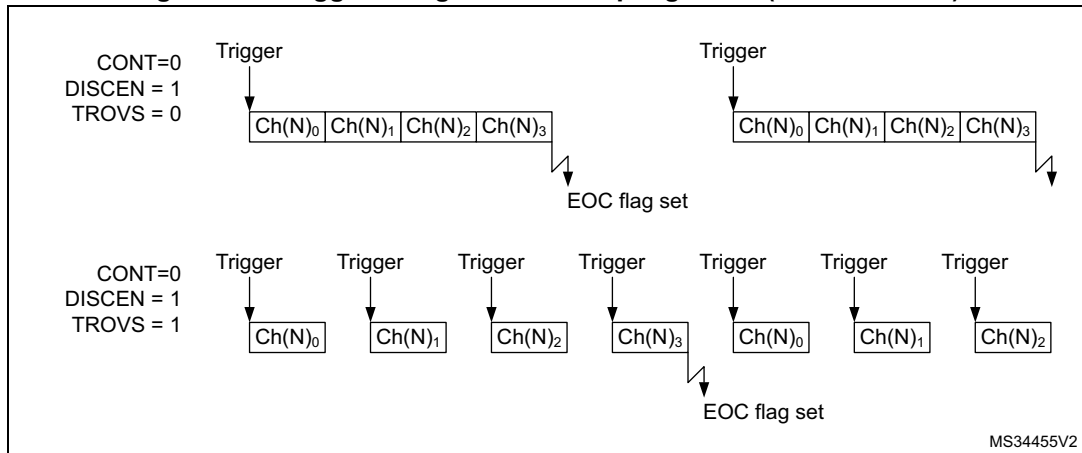 Trigger Trigger
CONT=0
DISCEN = 1
TROVS = 0
Ch(N)₀ Ch(N)₁ Ch(N)₂ Ch(N)₃ Ch(N)₀ Ch(N)₁ Ch(N)₂ Ch(N)₃
EOC flag set
Trigger Trigger Trigger Trigger Trigger Trigger Trigger
CONT=0
DISCEN = 1
TROVS = 1
Ch(N)₀ Ch(N)₁ Ch(N)₂ Ch(N)₃ Ch(N)₀ Ch(N)₁ Ch(N)₂
EOC flag set
MS34455V2